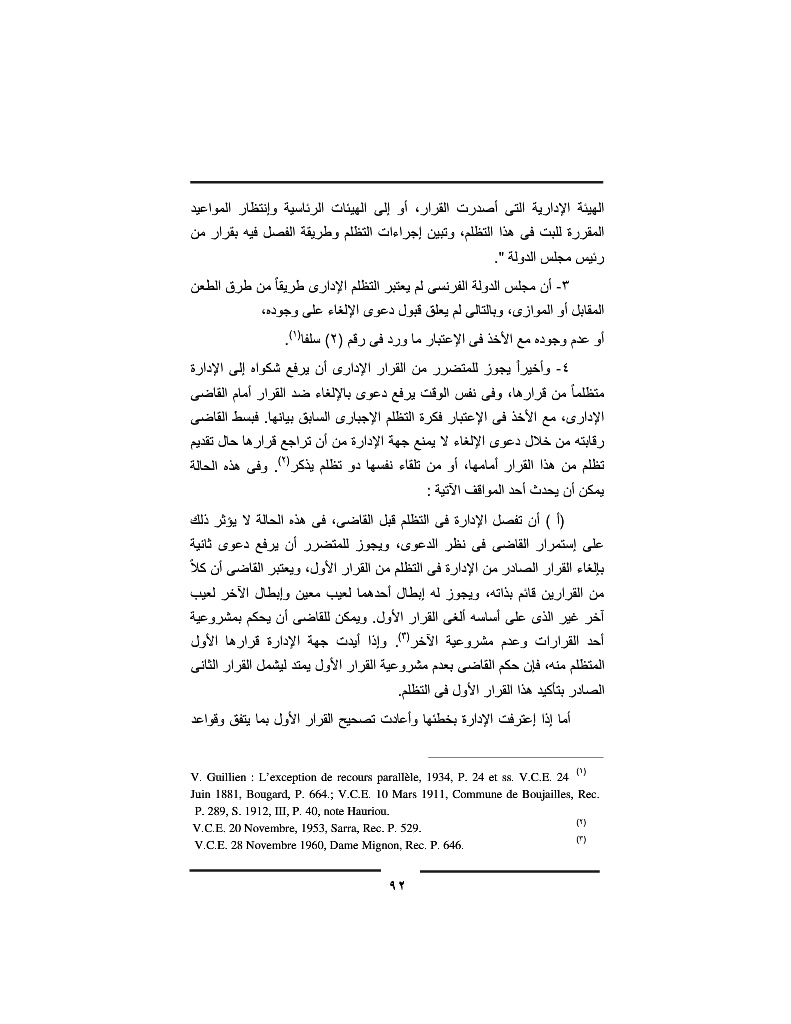 الهيئة الإدارية التى أصدرت القرار، أو إلى الهيئات الرئاسية وإنتظار المواعيد
المقررة للبت فى هذا التظلم، وتبين إجراءات التظلم وطريقة الفصل فيه بقرار من
رئيس مجلس الدولة ".
٣- أن مجلس الدولة الفرنسى لم يعتبر التظلم الإدارى طريقاً من طرق الطعن
المقابل أو الموازى، وبالتالى لم يعلق قبول دعوى الإلغاء على وجوده،
أو عدم وجوده مع الأخذ فى الإعتبار ما ورد فى رقم (٢) سلفا(١).
٤- وأخيراً يجوز للمتضرر من القرار الإدارى أن يرفع شكواه إلى الإدارة
متظلماً من قرارها، وفى نفس الوقت يرفع دعوى بالإلغاء ضد القرار أمام القاضى
الإدارى، مع الأخذ فى الإعتبار فكرة التظلم الإجبارى السابق بيانها. فبسط القاضى
رقابته من خلال دعوى الإلغاء لا يمنع جهة الإدارة من أن تراجع قرارها حال تقديم
تظلم من هذا القرار أمامها، أو من تلقاء نفسها دو تظلم يذكر(٢). وفى هذه الحالة
يمكن أن يحدث أحد المواقف الآتية :
(أ ) أن تفصل الإدارة فى التظلم قبل القاضى، فى هذه الحالة لا يؤثر ذلك
على إستمرار القاضى فى نظر الدعوى، ويجوز للمتضرر أن يرفع دعوى ثانية
بإلغاء القرار الصادر من الإدارة فى التظلم من القرار الأول، ويعتبر القاضى أن كلاً
من القرارين قائم بذاته، ويجوز له إبطال أحدهما لعيب معين وإبطال الآخر لعيب
آخر غير الذى على أساسه ألغى القرار الأول. ويمكن للقاضى أن يحكم بمشروعية
أحد القرارات وعدم مشروعية الآخر(٣). وإذا أيدت جهة الإدارة قرارها الأول
المتظلم منه، فإن حكم القاضى بعدم مشروعية القرار الأول يمتد ليشمل القرار الثانى
الصادر بتأكيد هذا القرار الأول فى التظلم.
أما إذا إعترفت الإدارة بخطئها وأعادت تصحيح القرار الأول بما يتفق وقواعد
(١) V. Guillien : L'exception de recours parallèle, 1934, P. 24 et ss. V.C.E. 24
Juin 1881, Bougard, P. 664.; V.C.E. 10 Mars 1911, Commune de Boujailles, Rec.
P. 289, S. 1912, III, P. 40, note Hauriou.
(٢) V.C.E. 20 Novembre, 1953, Sarra, Rec. P. 529.
(٣) V.C.E. 28 Novembre 1960, Dame Mignon, Rec. P. 646.
٩٢